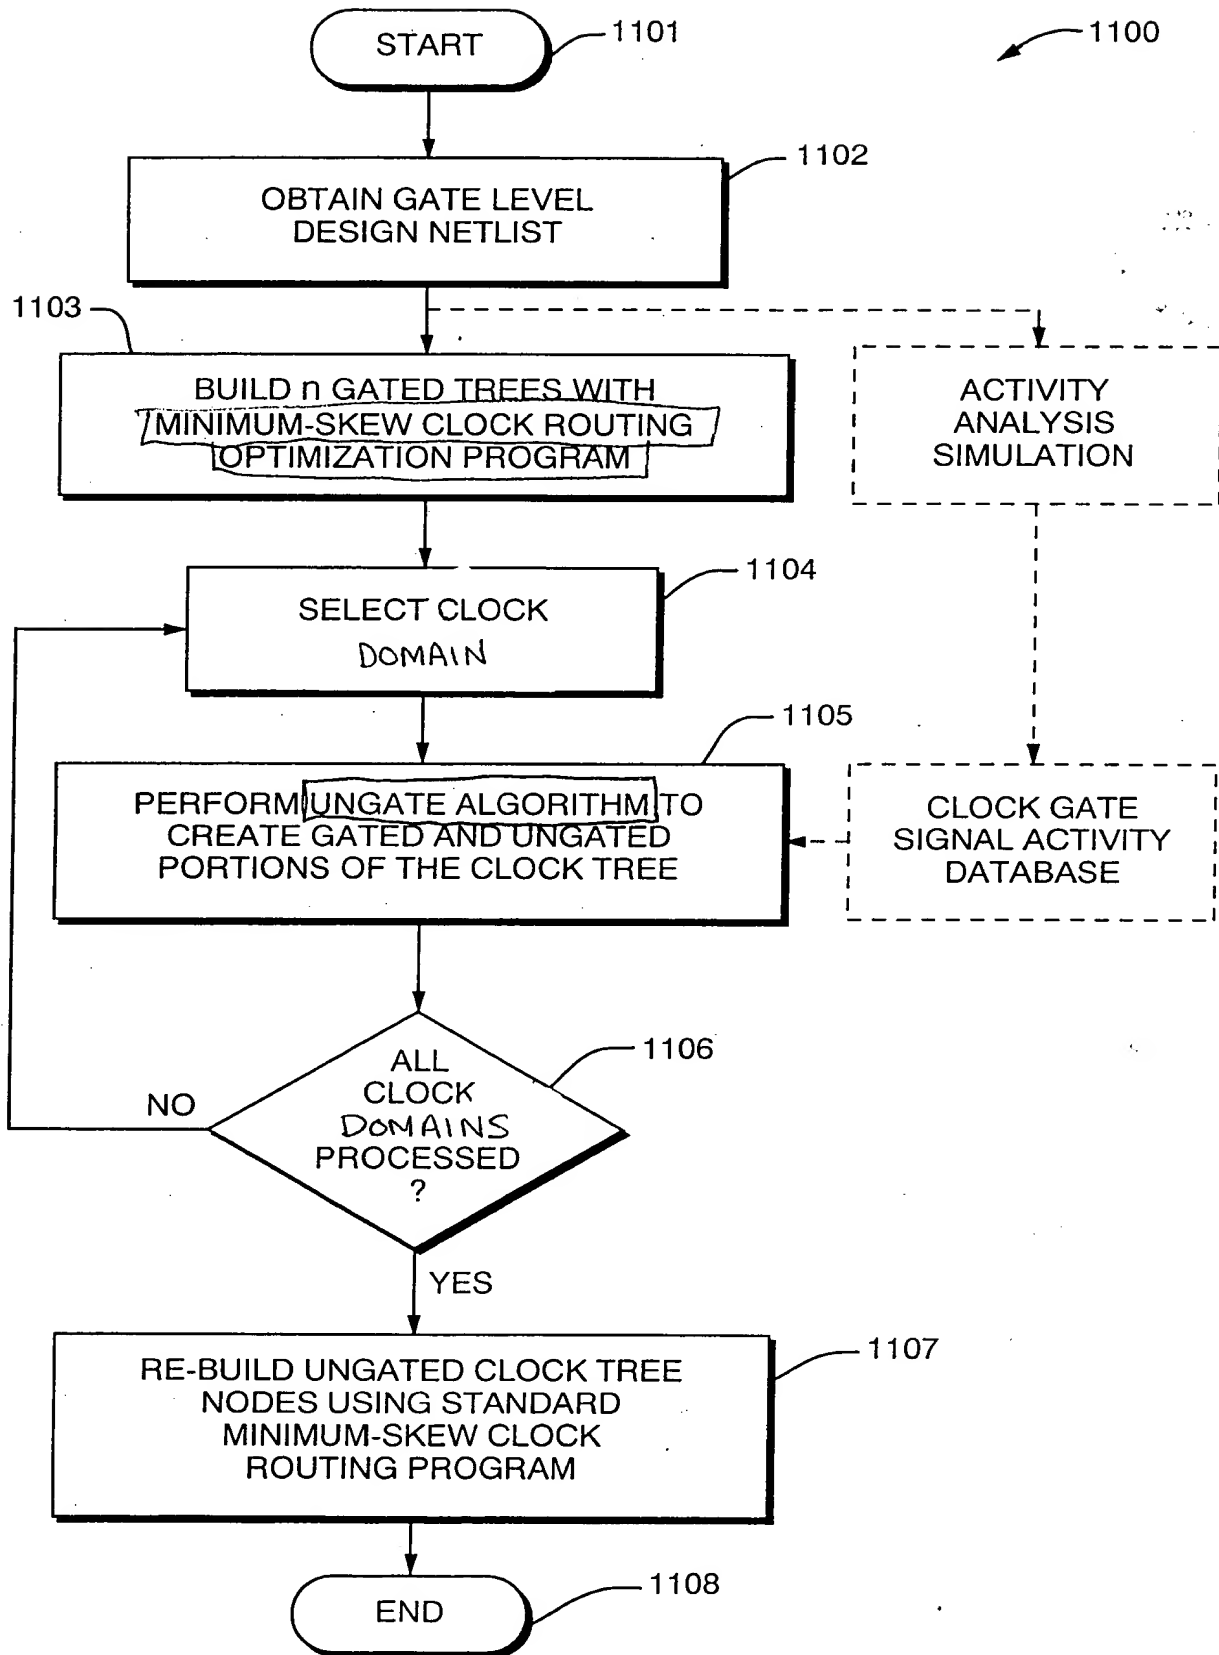 START
1101
1100
1102
OBTAIN GATE LEVEL
DESIGN NETLIST
1103
BUILD n GATED TREES WITH
MINIMUM-SKEW CLOCK ROUTING
OPTIMIZATION PROGRAM
ACTIVITY
ANALYSIS
SIMULATION
1104
SELECT CLOCK
DOMAIN
1105
PERFORM UNGATE ALGORITHM TO
CREATE GATED AND UNGATED
PORTIONS OF THE CLOCK TREE
CLOCK GATE
SIGNAL ACTIVITY
DATABASE
1106
ALL
CLOCK
DOMAINS
PROCESSED
?
NO
YES
1107
RE-BUILD UNGATED CLOCK TREE
NODES USING STANDARD
MINIMUM-SKEW CLOCK
ROUTING PROGRAM
1108
END